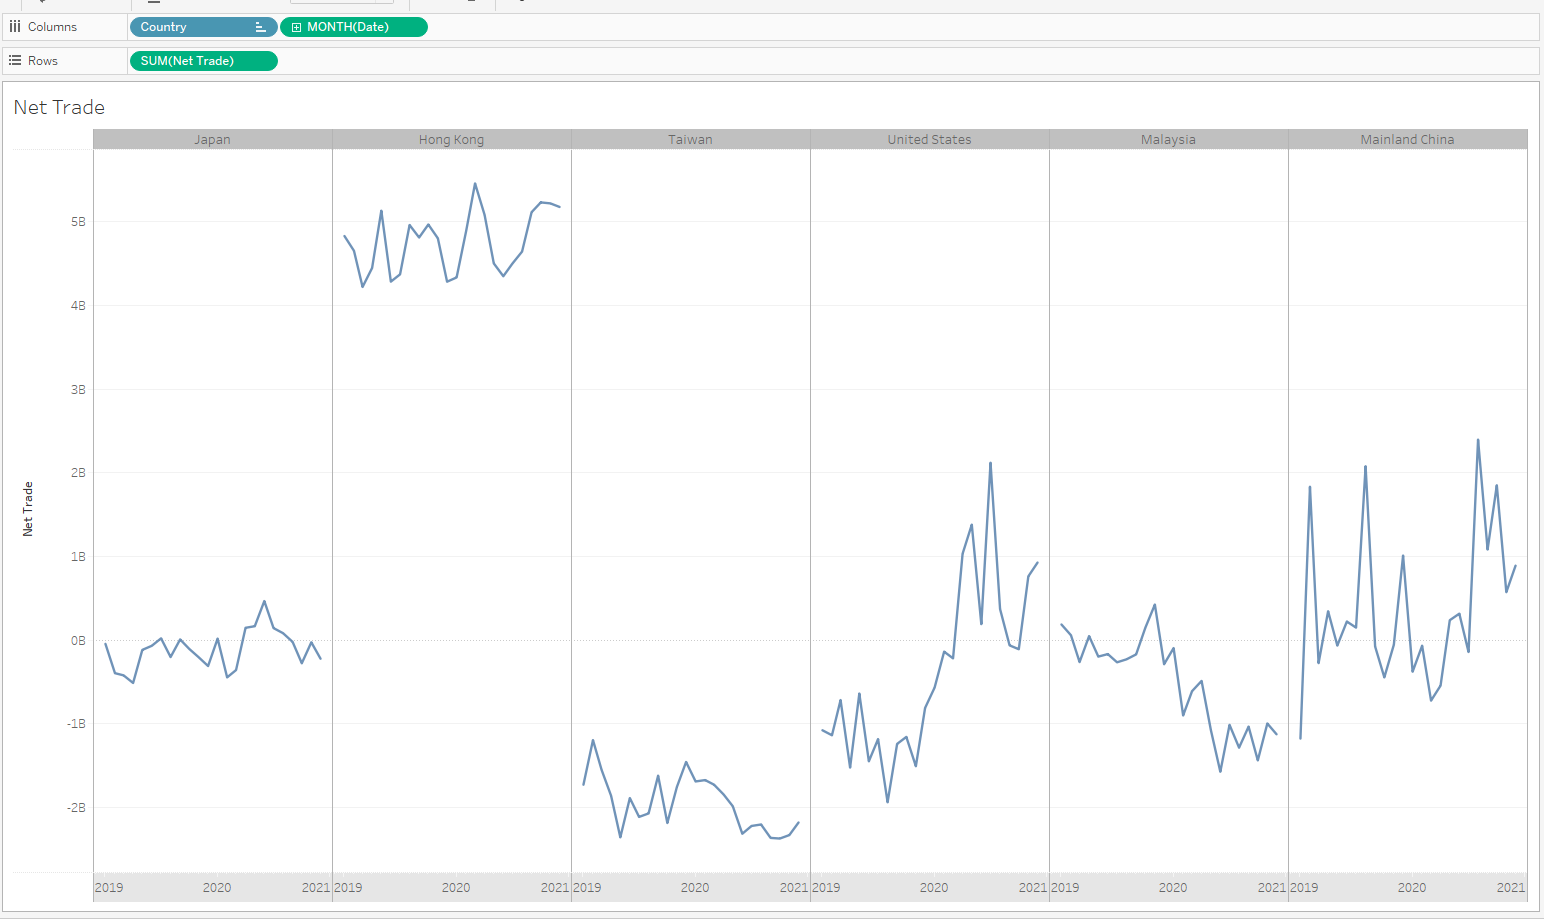 Columns Country MONTH(Date)
Rows SUM(Net Trade)
Net Trade
Japan Hong Kong Taiwan United States Malaysia Mainland China
5B
4B
3B
2B
1B
0B
-1B
-2B
Net Trade
2019 2020 2021 2019 2020 2021 2019 2020 2021 2019 2020 2021 2019 2020 2021 2019 2020 2021